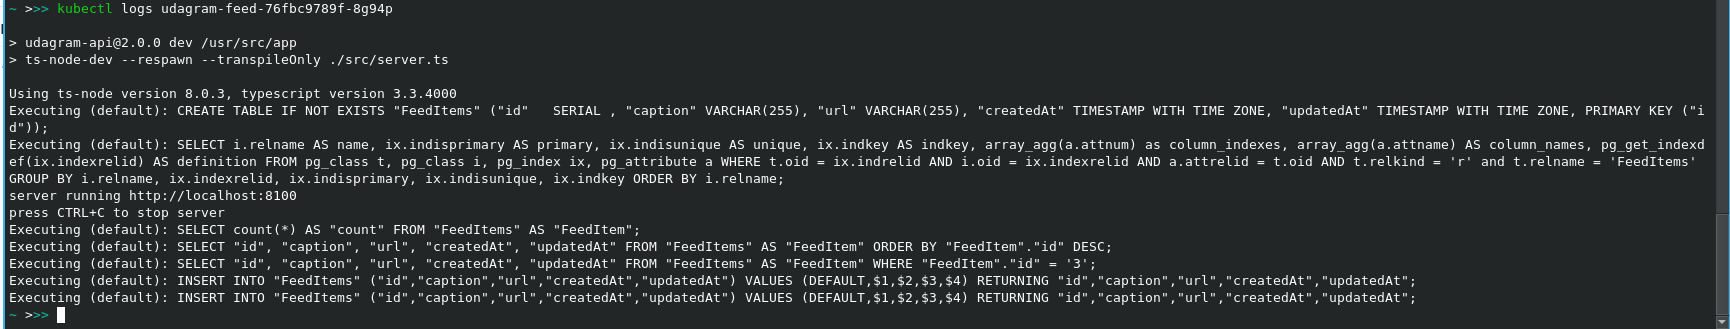 ~ >>> kubectl logs udagram-feed-76fbc9789f-8g94p
> udagram-api@2.0.0 dev /usr/src/app
> ts-node-dev --respawn --transpileOnly ./src/server.ts
Using ts-node version 8.0.3, typescript version 3.3.4000
Executing (default): CREATE TABLE IF NOT EXISTS "FeedItems" ("id"   SERIAL , "caption" VARCHAR(255), "url" VARCHAR(255), "createdAt" TIMESTAMP WITH TIME ZONE, "updatedAt" TIMESTAMP WITH TIME ZONE, PRIMARY KEY ("i
d"));
Executing (default): SELECT i.relname AS name, ix.indisprimary AS primary, ix.indisunique AS unique, ix.indkey AS indkey, array_agg(a.attnum) as column_indexes, array_agg(a.attname) AS column_names, pg_get_indexd
ef(ix.indexrelid) AS definition FROM pg_class t, pg_class i, pg_index ix, pg_attribute a WHERE t.oid = ix.indrelid AND i.oid = ix.indexrelid AND a.attrelid = t.oid AND t.relkind = 'r' and t.relname = 'FeedItems'
GROUP BY i.relname, ix.indexrelid, ix.indisprimary, ix.indisunique, ix.indkey ORDER BY i.relname;
server running http://localhost:8100
press CTRL+C to stop server
Executing (default): SELECT count(*) AS "count" FROM "FeedItems" AS "FeedItem";
Executing (default): SELECT "id", "caption", "url", "createdAt", "updatedAt" FROM "FeedItems" AS "FeedItem" ORDER BY "FeedItem"."id" DESC;
Executing (default): SELECT "id", "caption", "url", "createdAt", "updatedAt" FROM "FeedItems" AS "FeedItem" WHERE "FeedItem"."id" = '3';
Executing (default): INSERT INTO "FeedItems" ("id","caption","url","createdAt","updatedAt") VALUES (DEFAULT,$1,$2,$3,$4) RETURNING "id","caption","url","createdAt","updatedAt";
Executing (default): INSERT INTO "FeedItems" ("id","caption","url","createdAt","updatedAt") VALUES (DEFAULT,$1,$2,$3,$4) RETURNING "id","caption","url","createdAt","updatedAt";
~ >>>